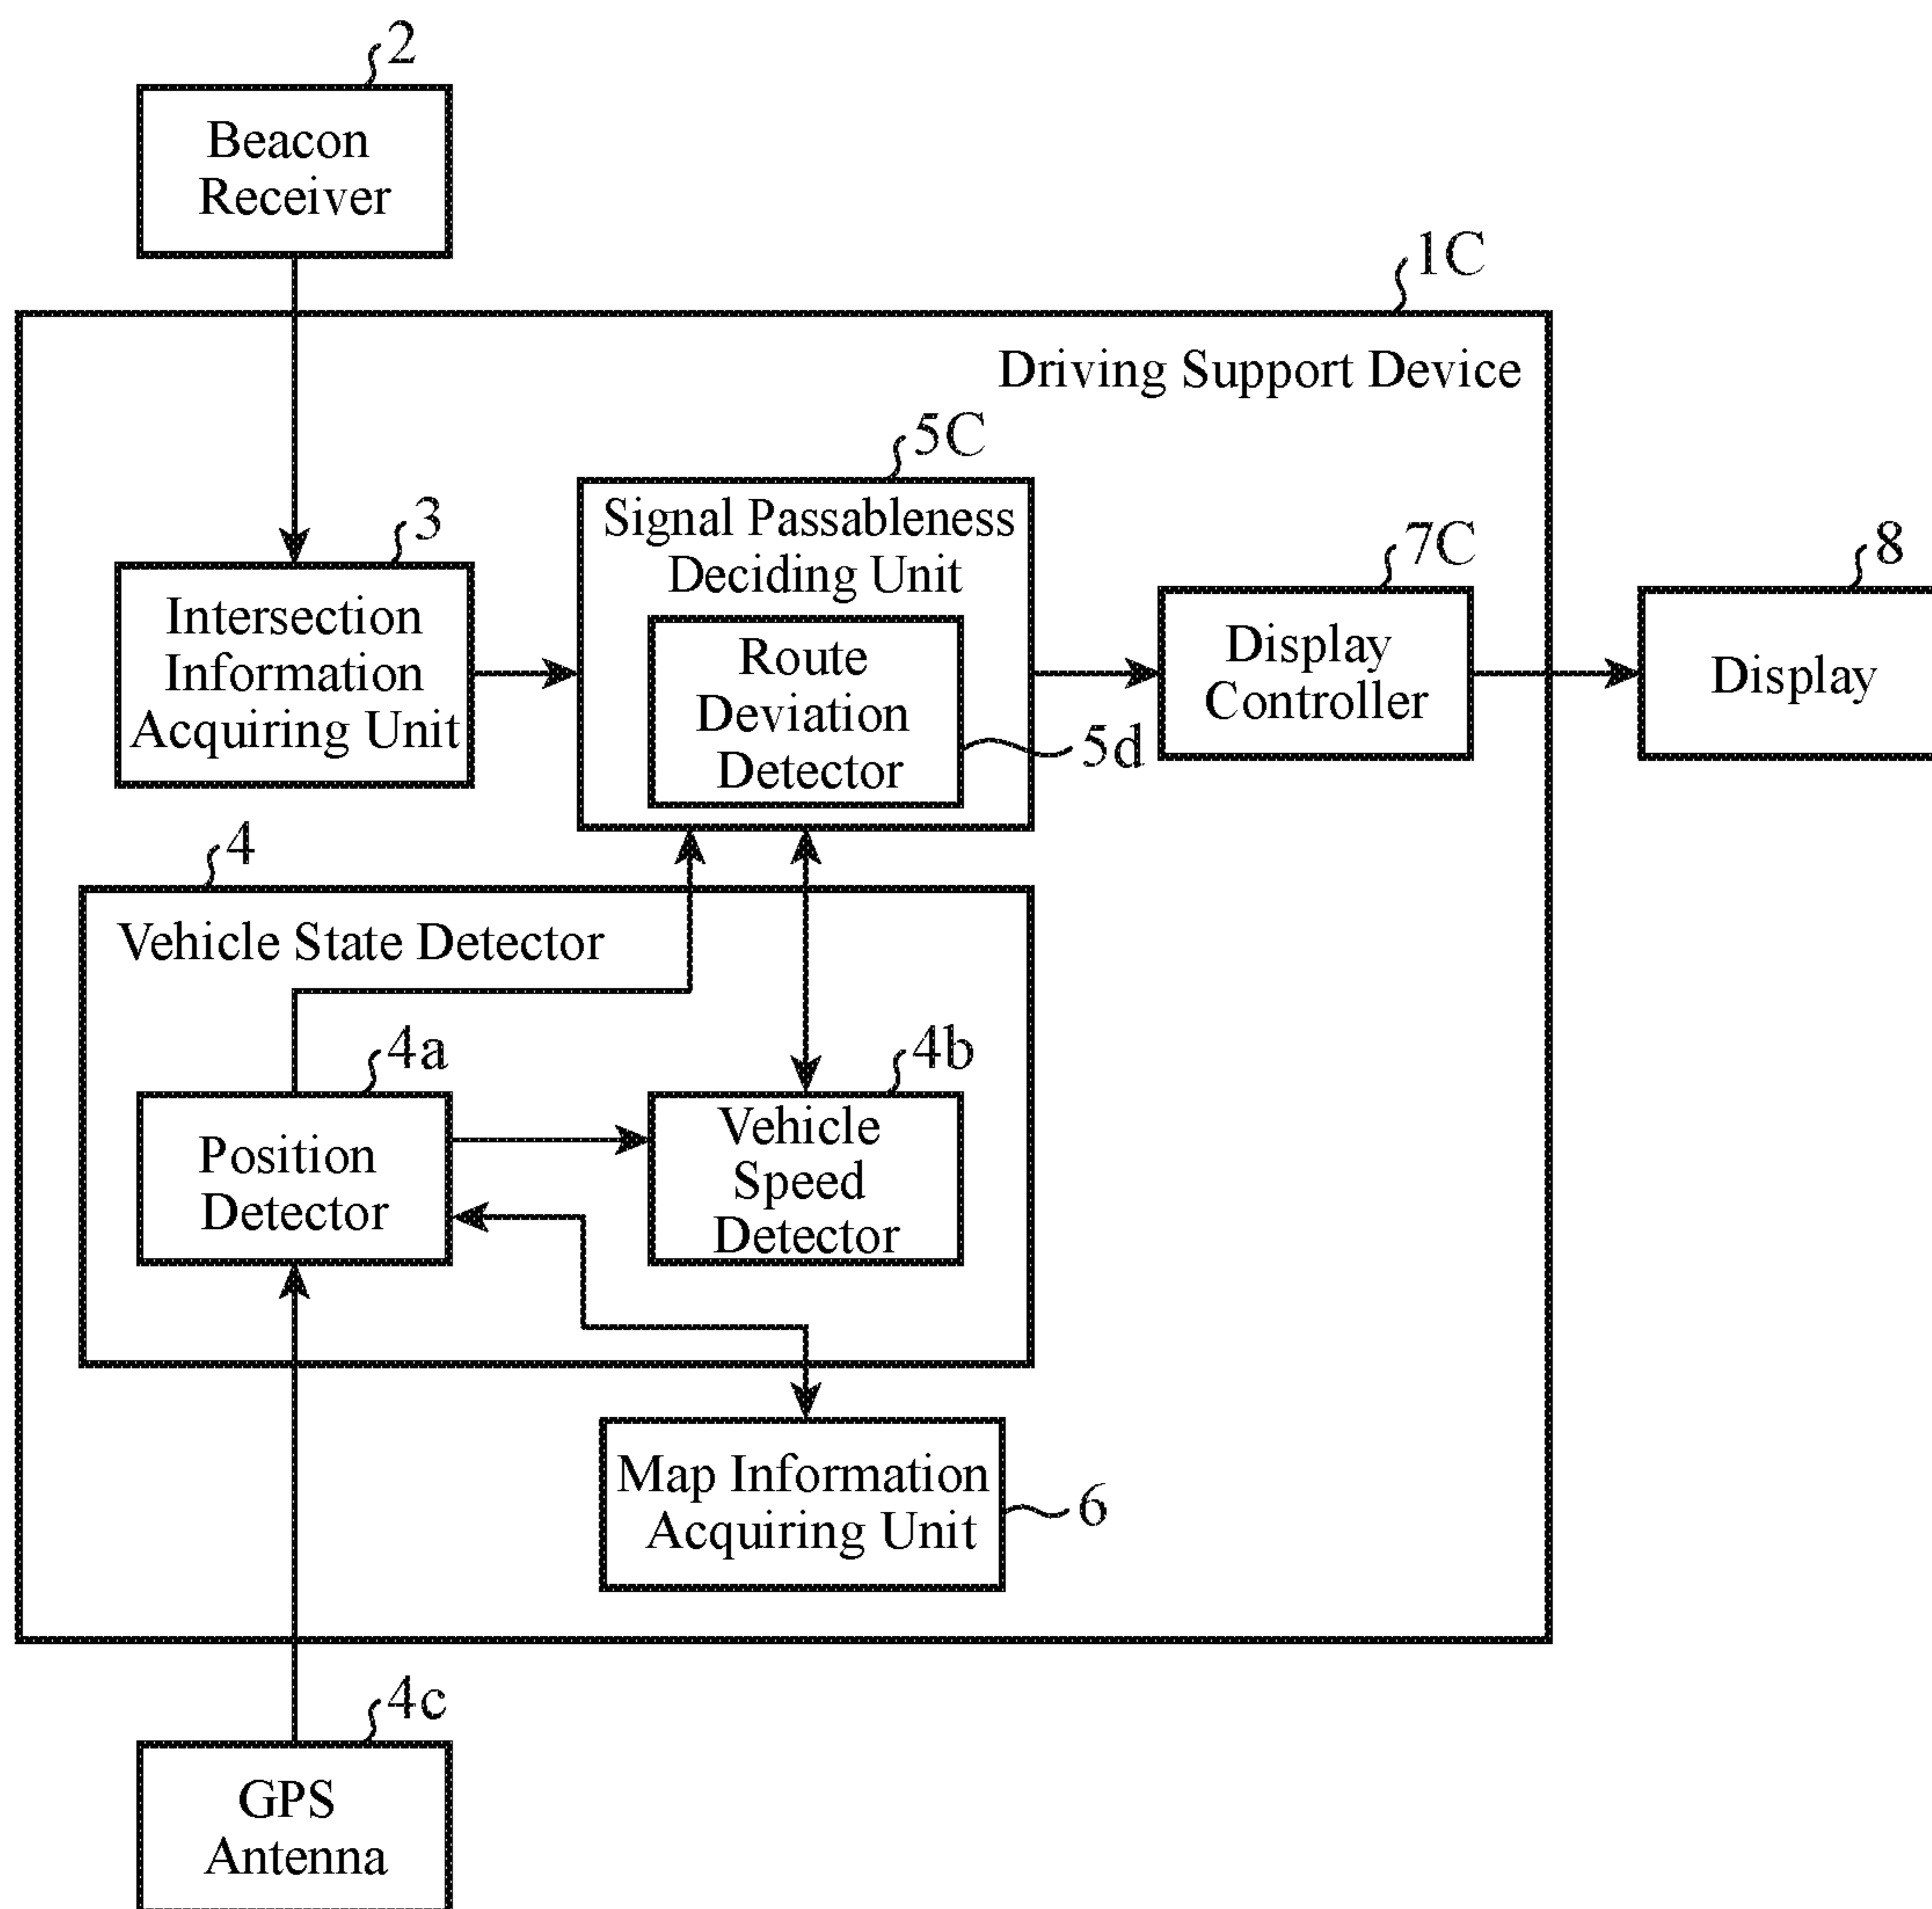 2
Beacon
Receiver
1C
Driving Support Device
5C
Signal Passableness
Deciding Unit
3
Intersection
Information
Acquiring Unit
Route
Deviation
Detector
5d
7C
Display
Controller
8
Display
4
Vehicle State Detector
4a
Position
Detector
4b
Vehicle
Speed
Detector
Map Information
Acquiring Unit
6
4c
GPS
Antenna